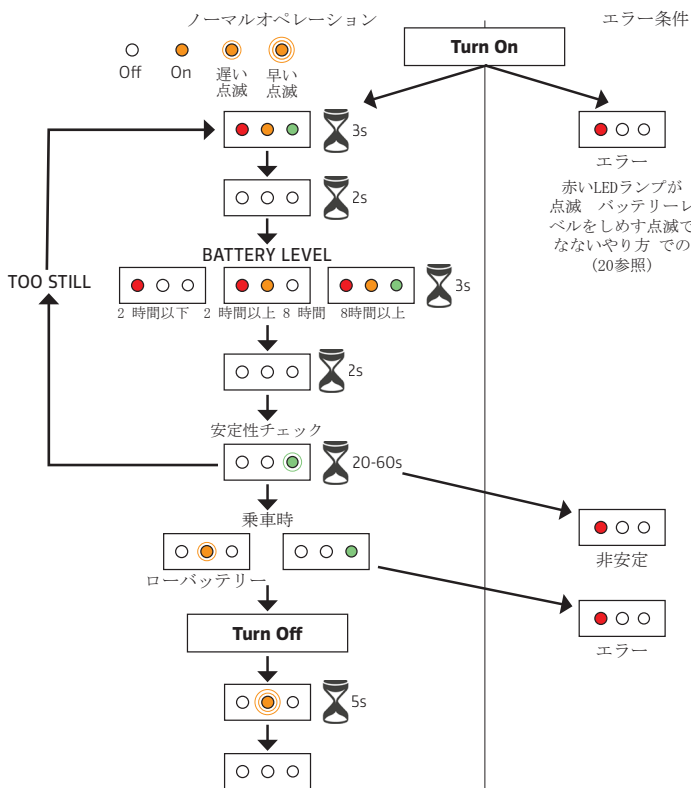 ノーマルオペレーション
エラー条件
Turn On
Off
On
遅い
点滅
早い
点滅
3s
エラー
赤いLEDランプが
点滅 バッテリーレ
ベルをしめす点滅で
なないやり方 での
(20参照)
2s
BATTERY LEVEL
TOO STILL
3s
2 時間以下
2 時間以上 8 時間
8時間以上
2s
安定性チェック
20-60s
乗車時
非安定
ローバッテリー
Turn Off
エラー
5s